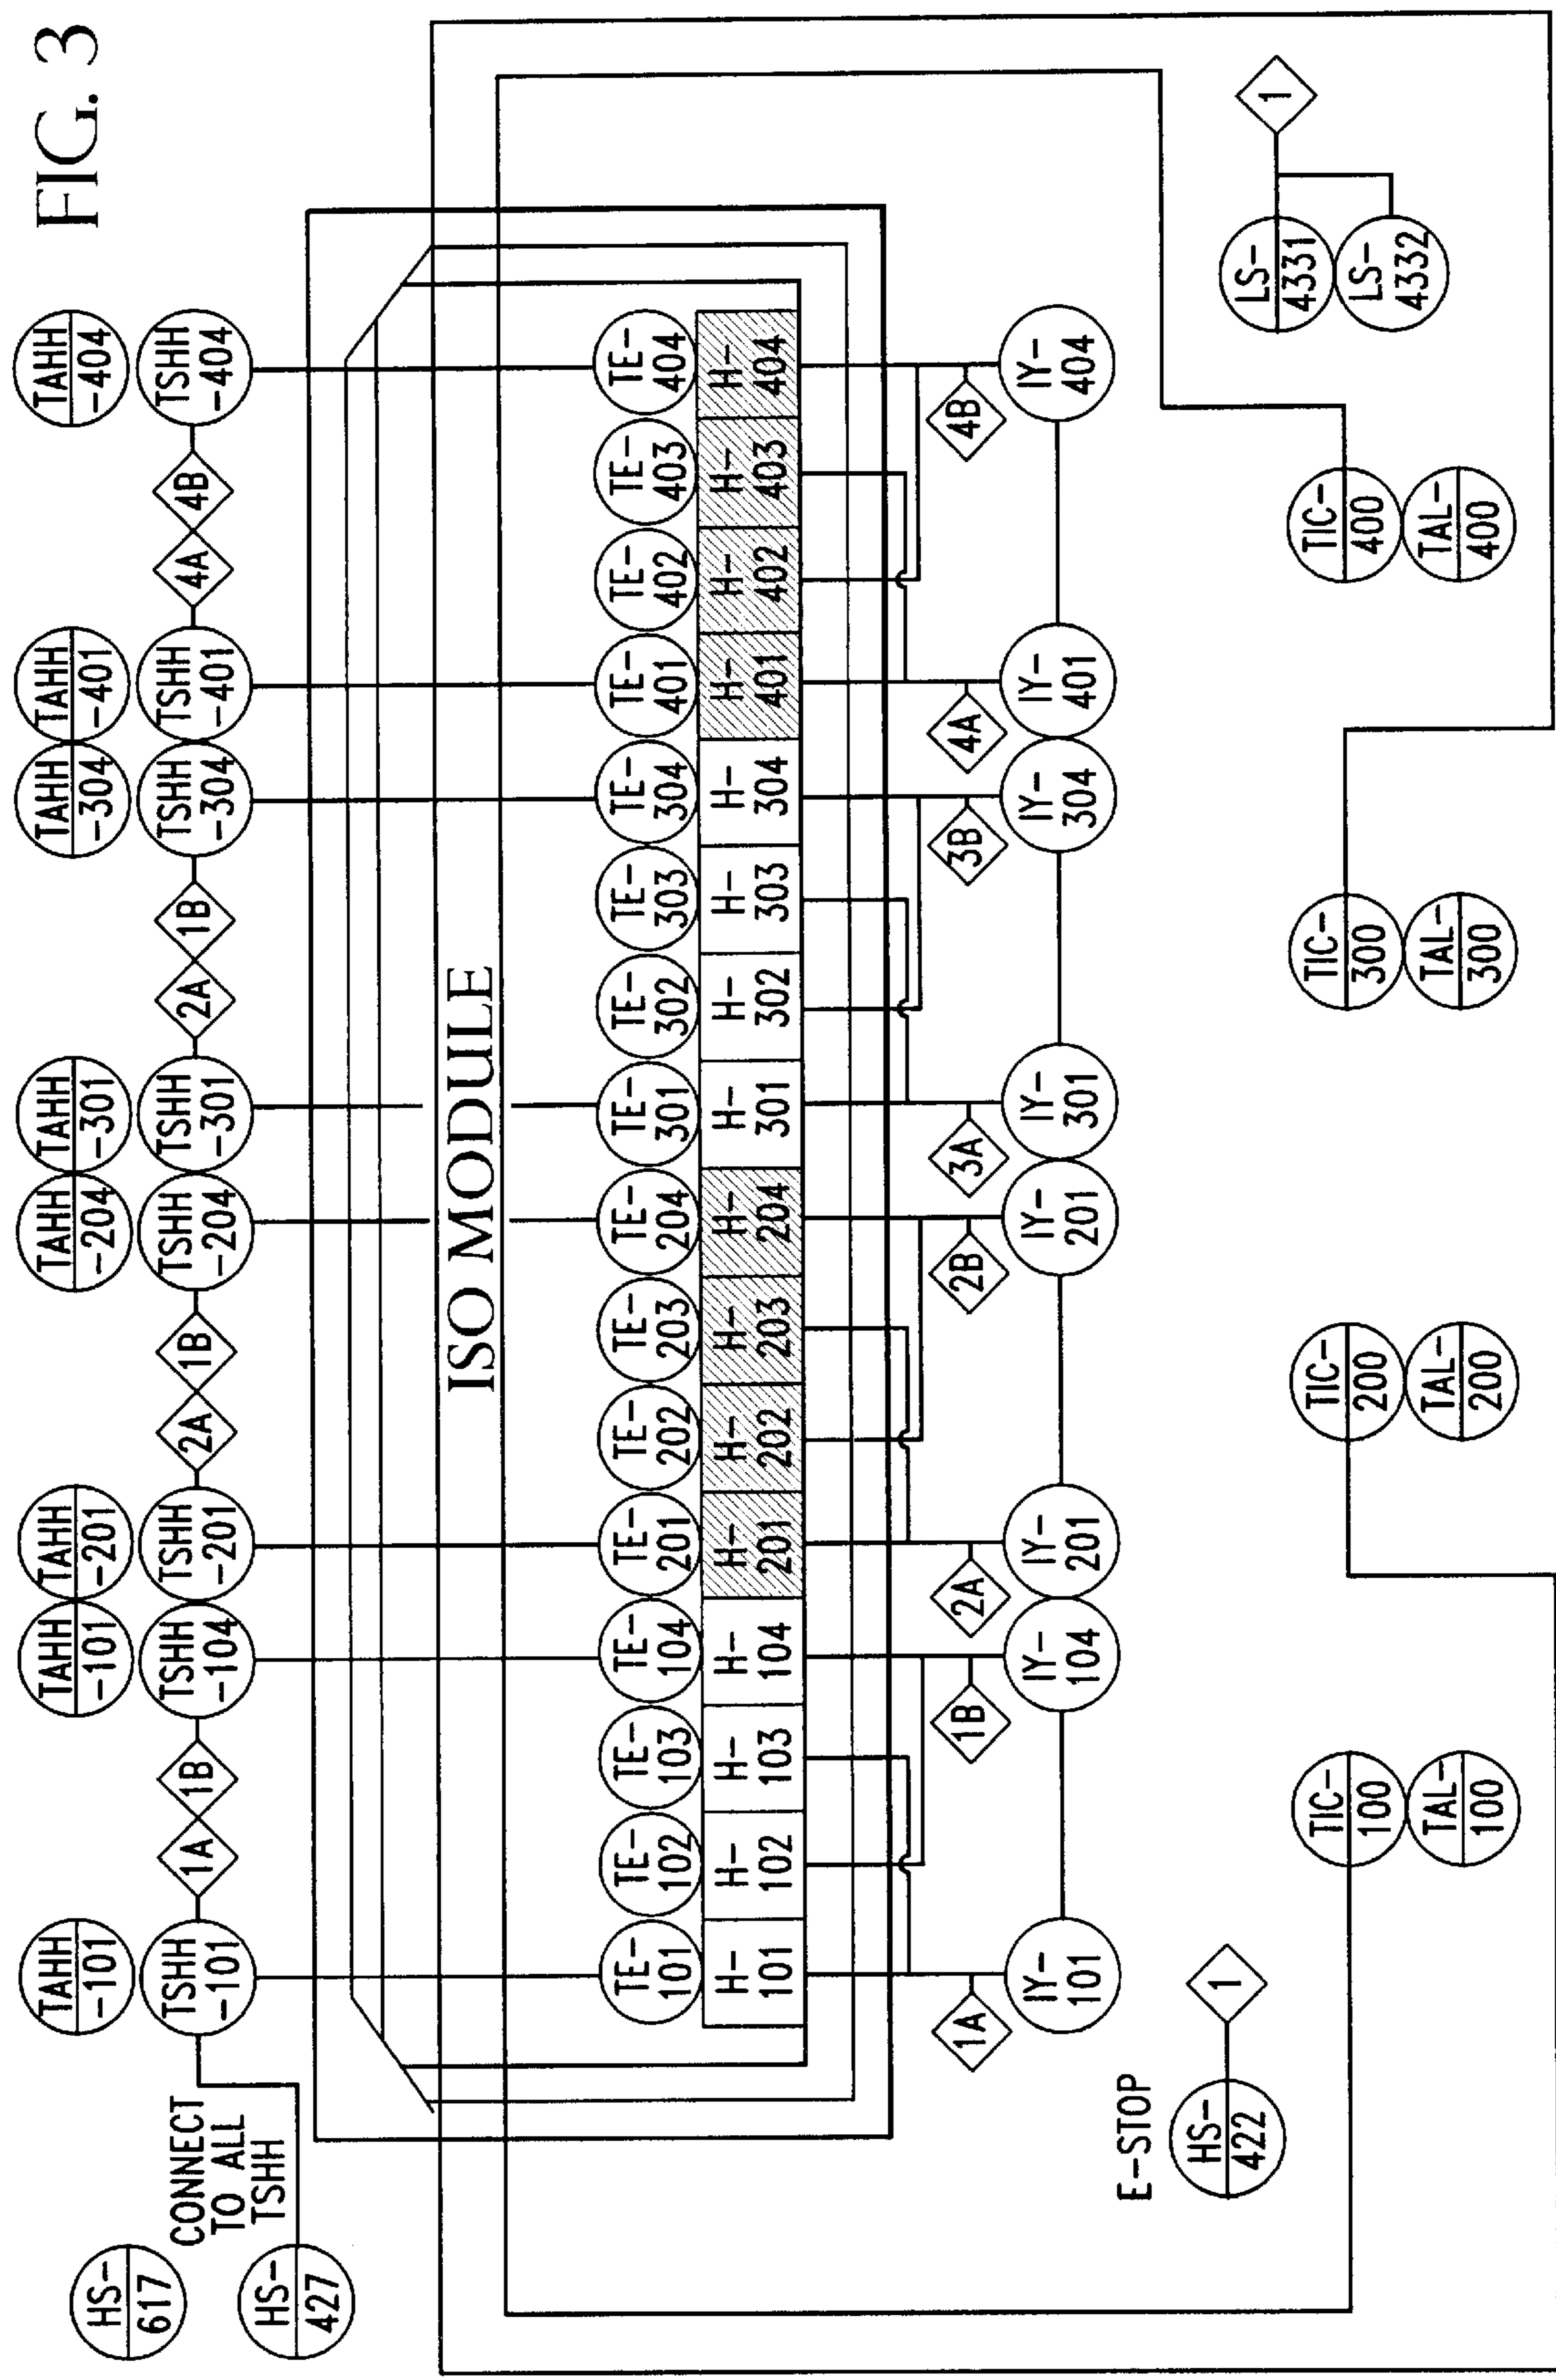 FIG. 3
TAHH
-101
TAHH
-101
TAHH
-201
TAHH
-204
TAHH
-301
TAHH
-304
TAHH
-401
TAHH
-404
HS-
617
CONNECT
TO ALL
TSHH
HS-
427
TSHH
-101
1A
1B
TSHH
-104
TSHH
-201
2A
1B
TSHH
-204
TSHH
-301
2A
1B
TSHH
-304
TSHH
-401
4A
4B
TSHH
-404
ISO MODULE
TE-
101
TE-
102
TE-
103
TE-
104
TE-
201
TE-
202
TE-
203
TE-
204
TE-
301
TE-
302
TE-
303
TE-
304
TE-
401
TE-
402
TE-
403
TE-
404
H-
101
H-
102
H-
103
H-
104
H-
201
H-
202
H-
203
H-
204
H-
301
H-
302
H-
303
H-
304
H-
401
H-
402
H-
403
H-
404
1A
1B
2A
2B
3A
3B
4A
4B
IY-
101
IY-
104
IY-
201
IY-
201
IY-
301
IY-
304
IY-
401
IY-
404
E-STOP
HS-
422
1
LS-
4331
LS-
4332
1
TIC-
100
TAL-
100
TIC-
200
TAL-
200
TIC-
300
TAL-
300
TIC-
400
TAL-
400